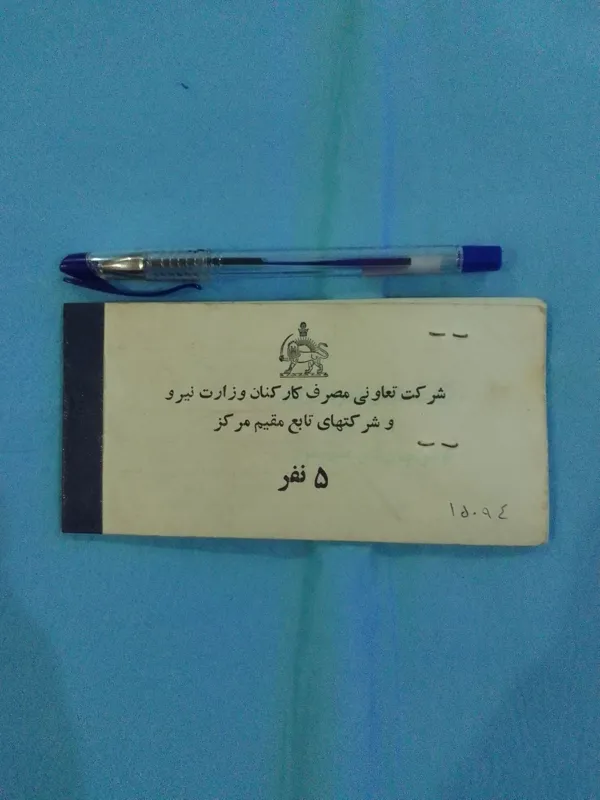 شرکت تعاونی مصرف کارکنان وزارت نیرو
و شرکتهای تابع مقیم مرکز
۵ نفر
۱۵۰۹٤